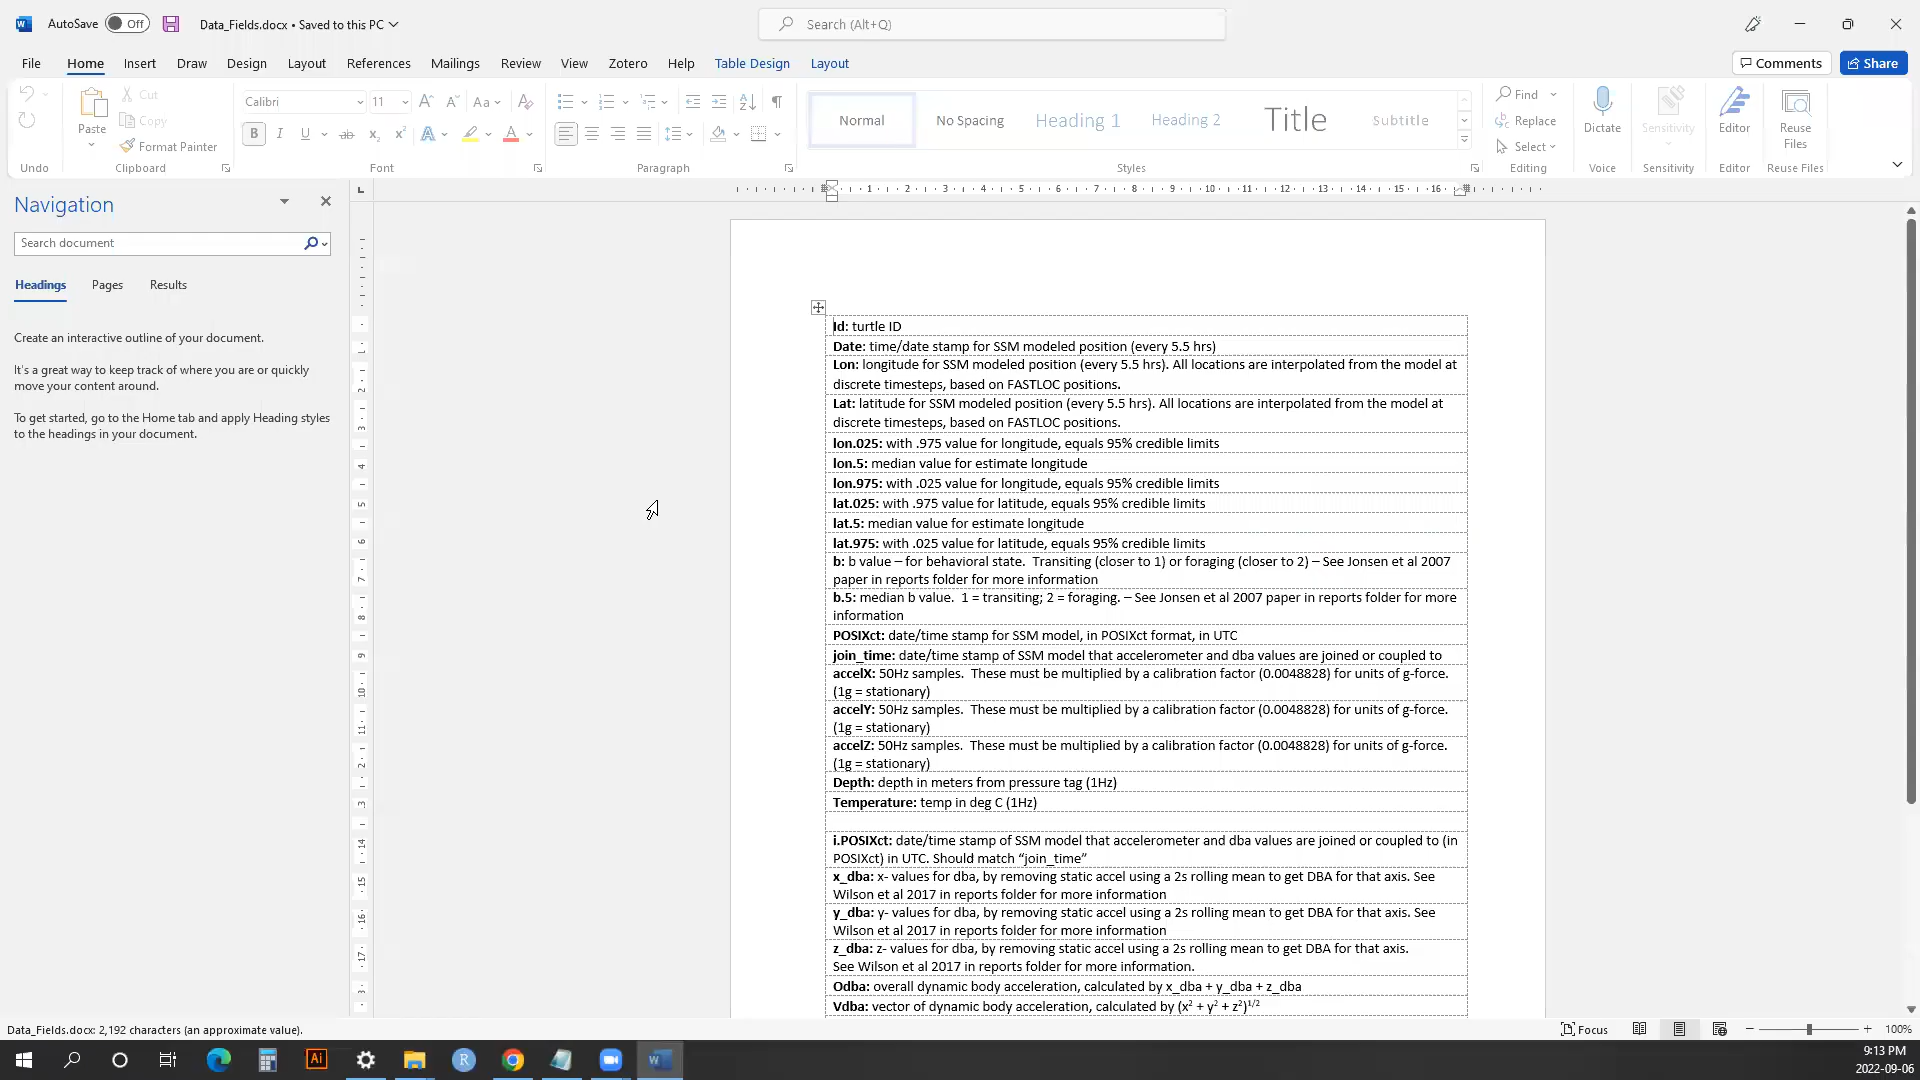 AutoSave Off Data_Fields.docx • Saved to this PC Search (Alt+Q)
File Home Insert Draw Design Layout References Mailings Review View Zotero Help Table Design Layout Comments Share
Paste Cut Copy Format Painter
Calibri 11
Normal No Spacing Heading 1 Heading 2 Title Subtitle
Find Replace Select
Dictate Sensitivity Editor Reuse Files
Undo Clipboard Font Paragraph Styles Editing Voice Sensitivity Editor Reuse Files
Navigation
Search document
Headings Pages Results
Create an interactive outline of your document.
It's a great way to keep track of where you are or quickly
move your content around.
To get started, go to the Home tab and apply Heading styles
to the headings in your document.
1 2 3 4 5 6 7 8 9 10 11 12 13 14 15 16
Id: turtle ID
Date: time/date stamp for SSM modeled position (every 5.5 hrs)
Lon: longitude for SSM modeled position (every 5.5 hrs). All locations are interpolated from the model at
discrete timesteps, based on FASTLOC positions.
Lat: latitude for SSM modeled position (every 5.5 hrs). All locations are interpolated from the model at
discrete timesteps, based on FASTLOC positions.
lon.025: with .975 value for longitude, equals 95% credible limits
lon.5: median value for estimate longitude
lon.975: with .025 value for longitude, equals 95% credible limits
lat.025: with .975 value for latitude, equals 95% credible limits
lat.5: median value for estimate longitude
lat.975: with .025 value for latitude, equals 95% credible limits
b: b value – for behavioral state.  Transiting (closer to 1) or foraging (closer to 2) – See Jonsen et al 2007
paper in reports folder for more information
b.5: median b value.  1 = transiting; 2 = foraging. – See Jonsen et al 2007 paper in reports folder for more
information
POSIXct: date/time stamp for SSM model, in POSIXct format, in UTC
join_time: date/time stamp of SSM model that accelerometer and dba values are joined or coupled to
accelX: 50Hz samples.  These must be multiplied by a calibration factor (0.0048828) for units of g-force.
(1g = stationary)
accelY: 50Hz samples.  These must be multiplied by a calibration factor (0.0048828) for units of g-force.
(1g = stationary)
accelZ: 50Hz samples.  These must be multiplied by a calibration factor (0.0048828) for units of g-force.
(1g = stationary)
Depth: depth in meters from pressure tag (1Hz)
Temperature: temp in deg C (1Hz)
i.POSIXct: date/time stamp of SSM model that accelerometer and dba values are joined or coupled to (in
POSIXct) in UTC. Should match “join_time”
x_dba: x- values for dba, by removing static accel using a 2s rolling mean to get DBA for that axis. See
Wilson et al 2017 in reports folder for more information
y_dba: y- values for dba, by removing static accel using a 2s rolling mean to get DBA for that axis. See
Wilson et al 2017 in reports folder for more information
z_dba: z- values for dba, by removing static accel using a 2s rolling mean to get DBA for that axis.
See Wilson et al 2017 in reports folder for more information.
Odba: overall dynamic body acceleration, calculated by x_dba + y_dba + z_dba
Vdba: vector of dynamic body acceleration, calculated by (x² + y² + z²)¹/²
Data_Fields.docx: 2,192 characters (an approximate value). Focus 100%
9:13 PM
2022-09-06